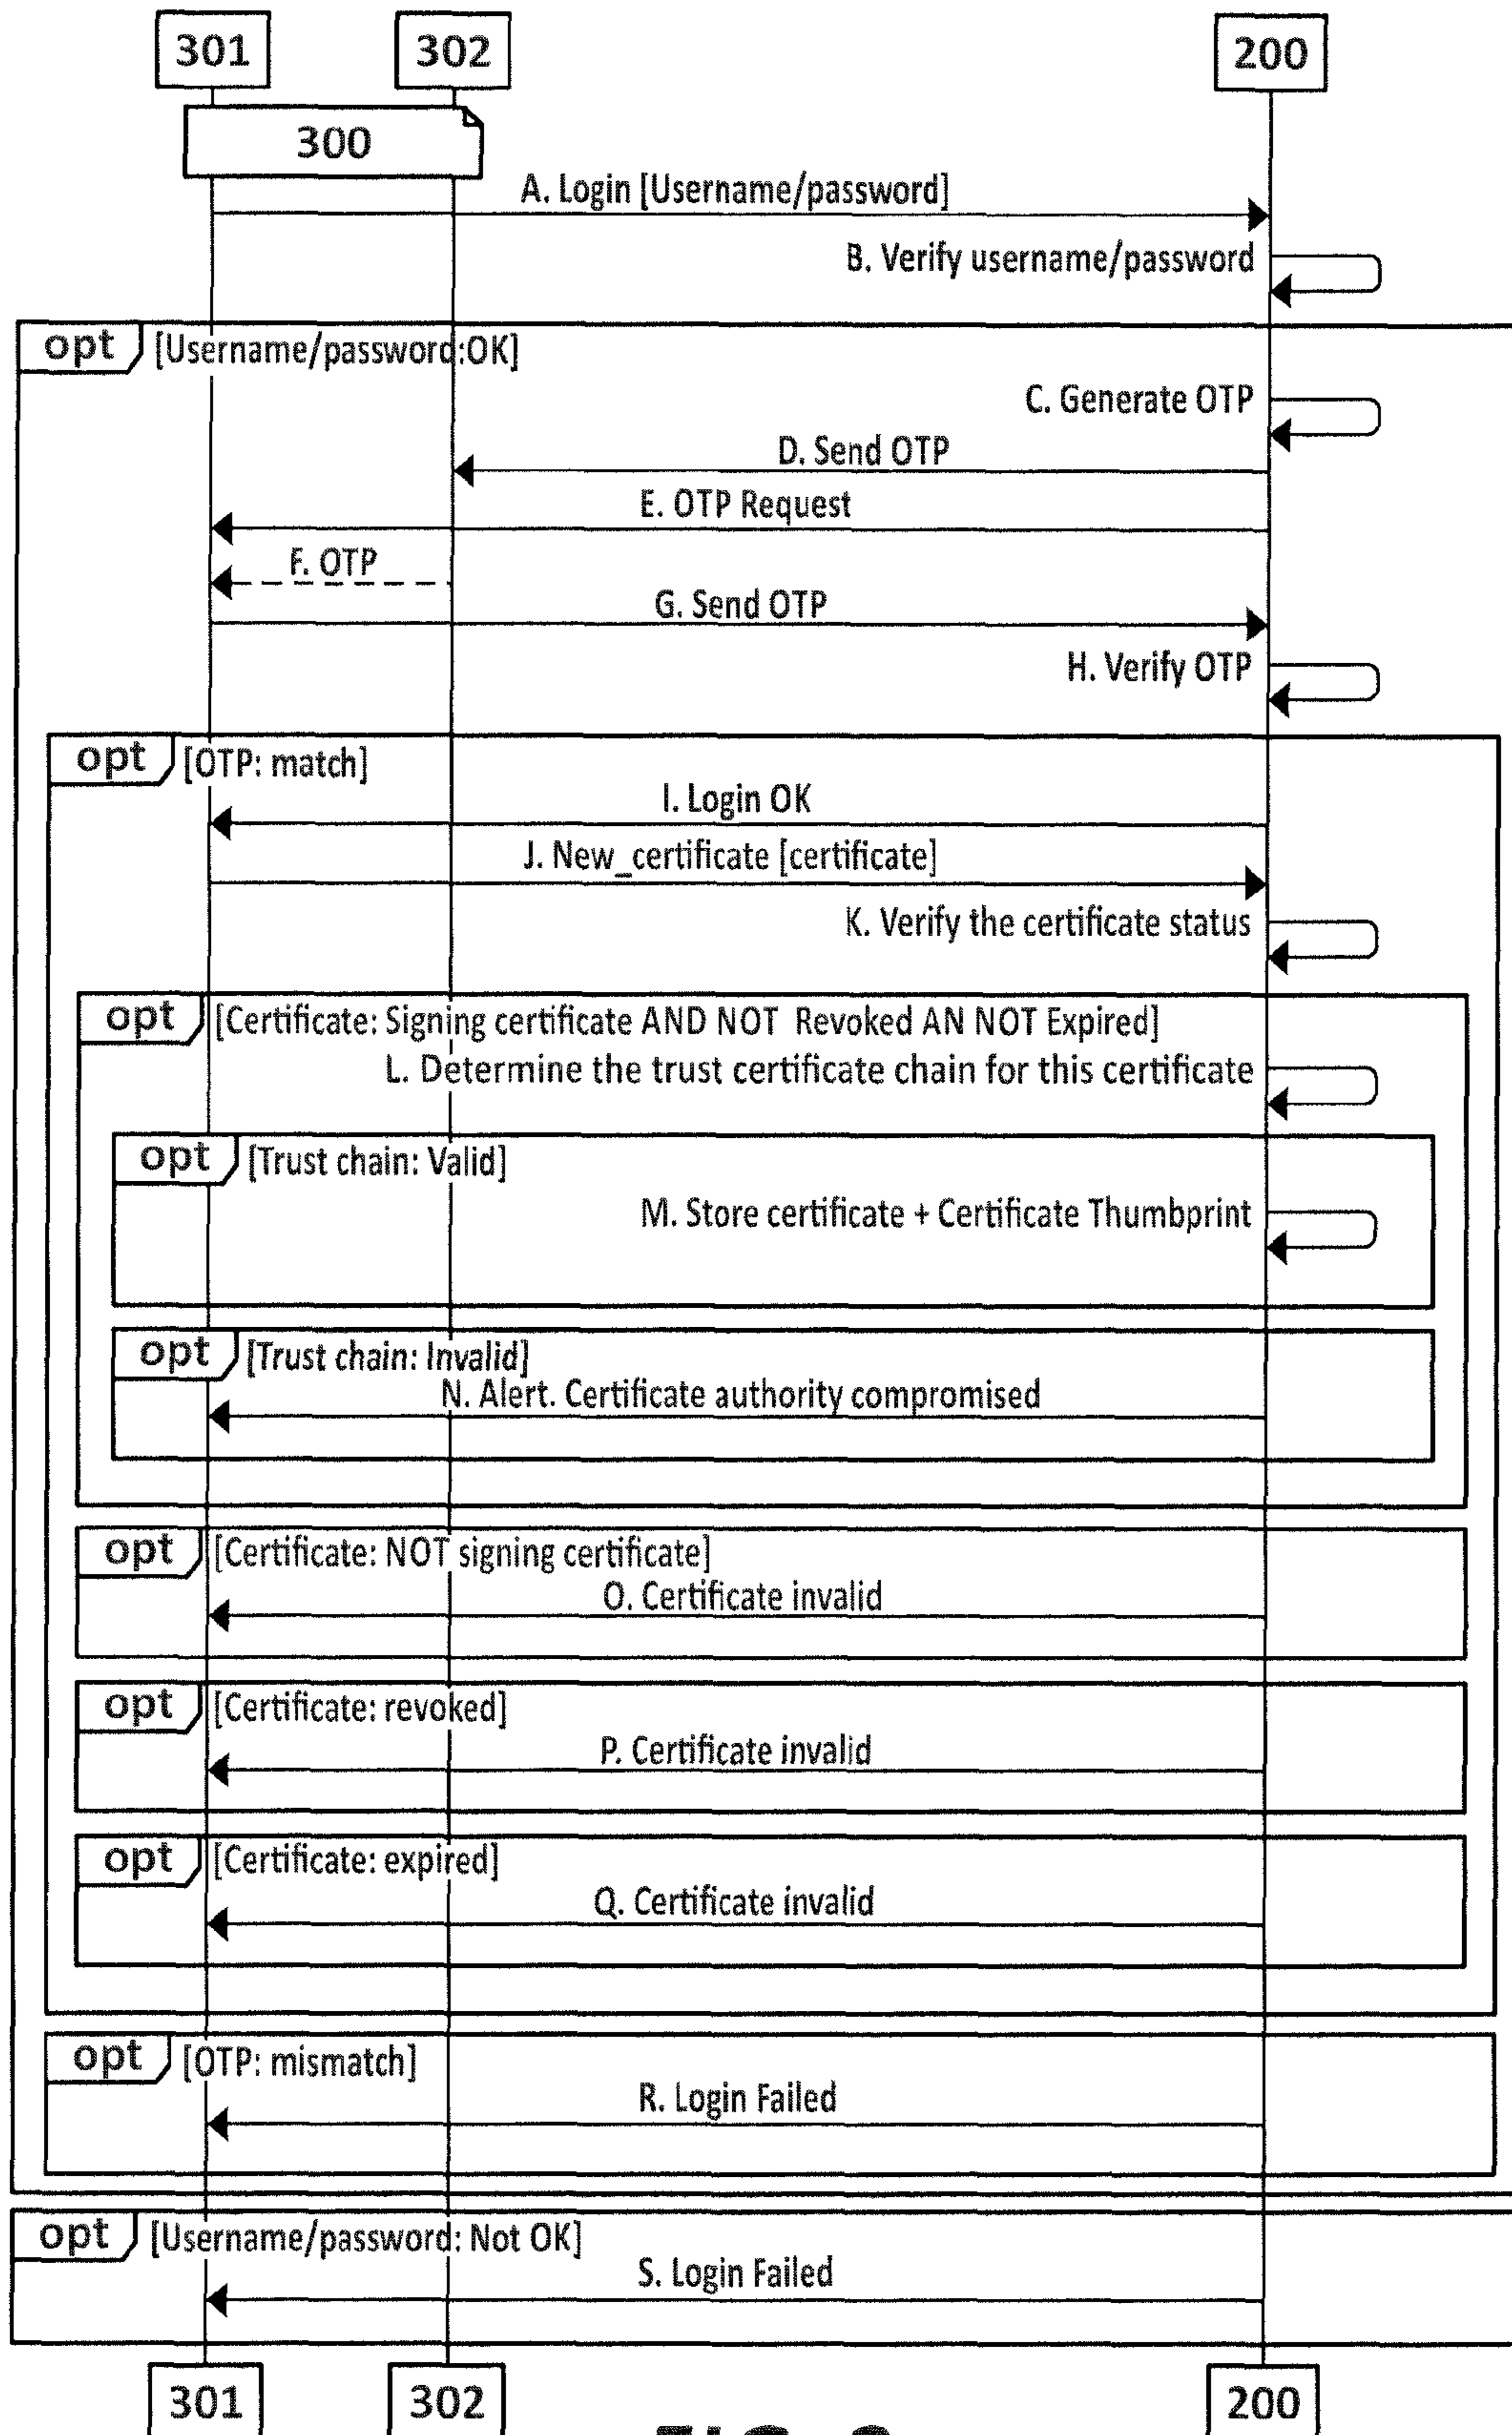 301 302 200
300
A. Login [Username/password]
B. Verify username/password
opt [Username/password:OK]
C. Generate OTP
D. Send OTP
E. OTP Request
F. OTP
G. Send OTP
H. Verify OTP
opt [OTP: match]
I. Login OK
J. New_certificate [certificate]
K. Verify the certificate status
opt [Certificate: Signing certificate AND NOT Revoked AN NOT Expired]
L. Determine the trust certificate chain for this certificate
opt [Trust chain: Valid]
M. Store certificate + Certificate Thumbprint
opt [Trust chain: Invalid]
N. Alert. Certificate authority compromised
opt [Certificate: NOT signing certificate]
O. Certificate invalid
opt [Certificate: revoked]
P. Certificate invalid
opt [Certificate: expired]
Q. Certificate invalid
opt [OTP: mismatch]
R. Login Failed
opt [Username/password: Not OK]
S. Login Failed
301 302 200